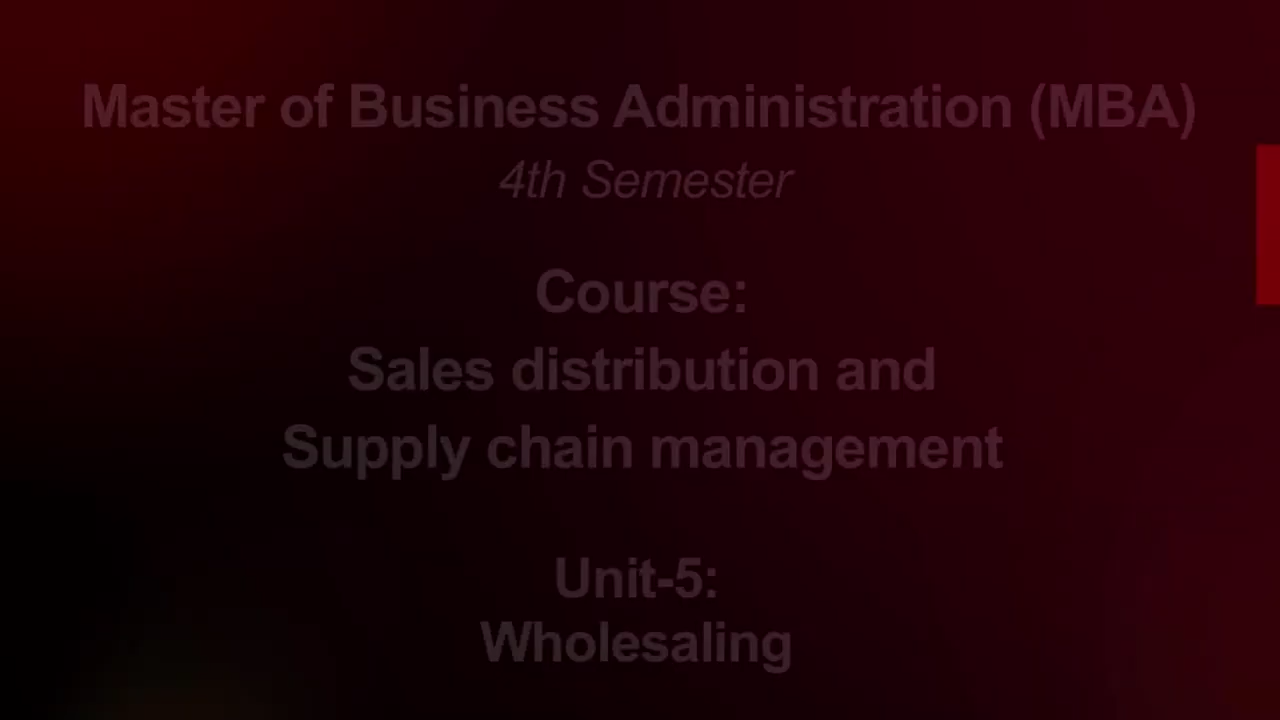 Master of Business Administration (MBA)
4th Semester
Course:
Sales distribution and
Supply chain management
Unit-5:
Wholesaling